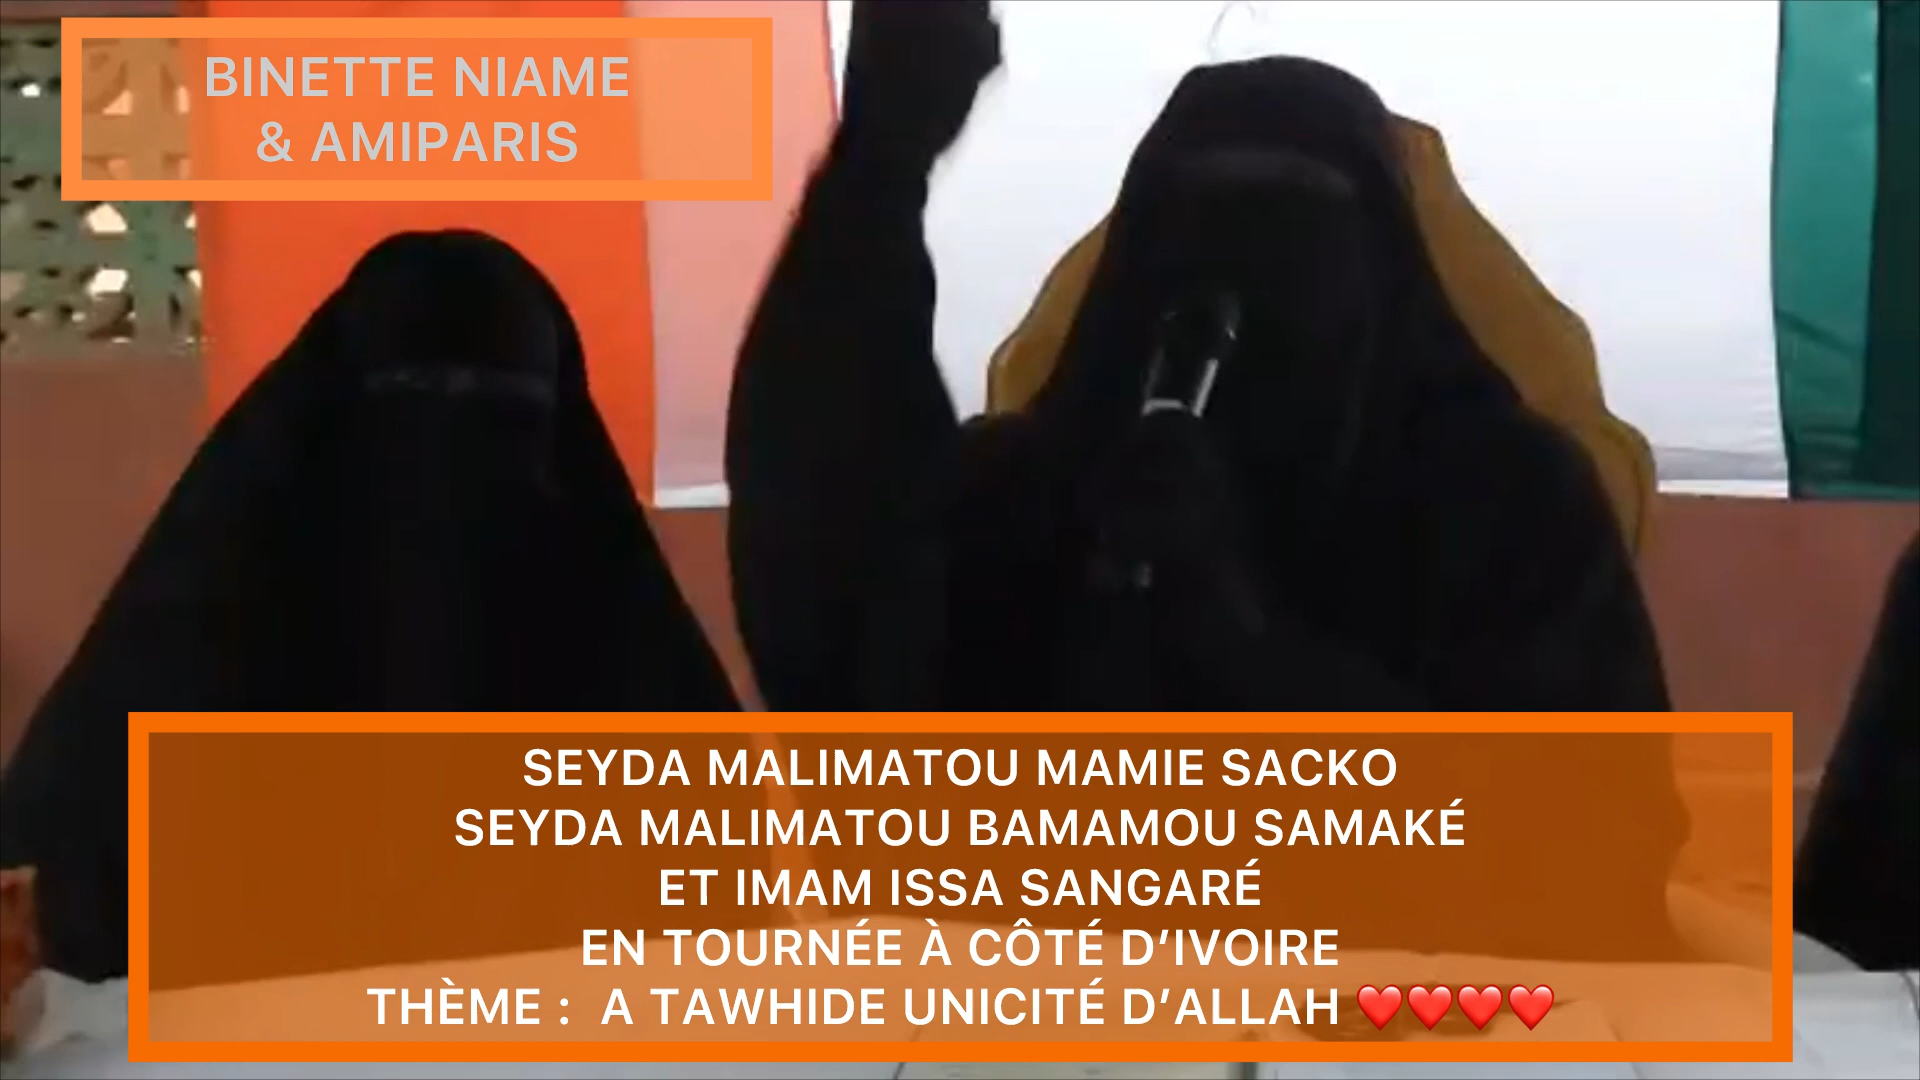 BINETTE NIAME
& AMIPARIS
SEYDA MALIMATOU MAMIE SACKO
SEYDA MALIMATOU BAMAMOU SAMAKÉ
ET IMAM ISSA SANGARÉ
EN TOURNÉE À CÔTÉ D’IVOIRE
THÈME :  A TAWHIDE UNICITÉ D’ALLAH ❤️❤️❤️❤️